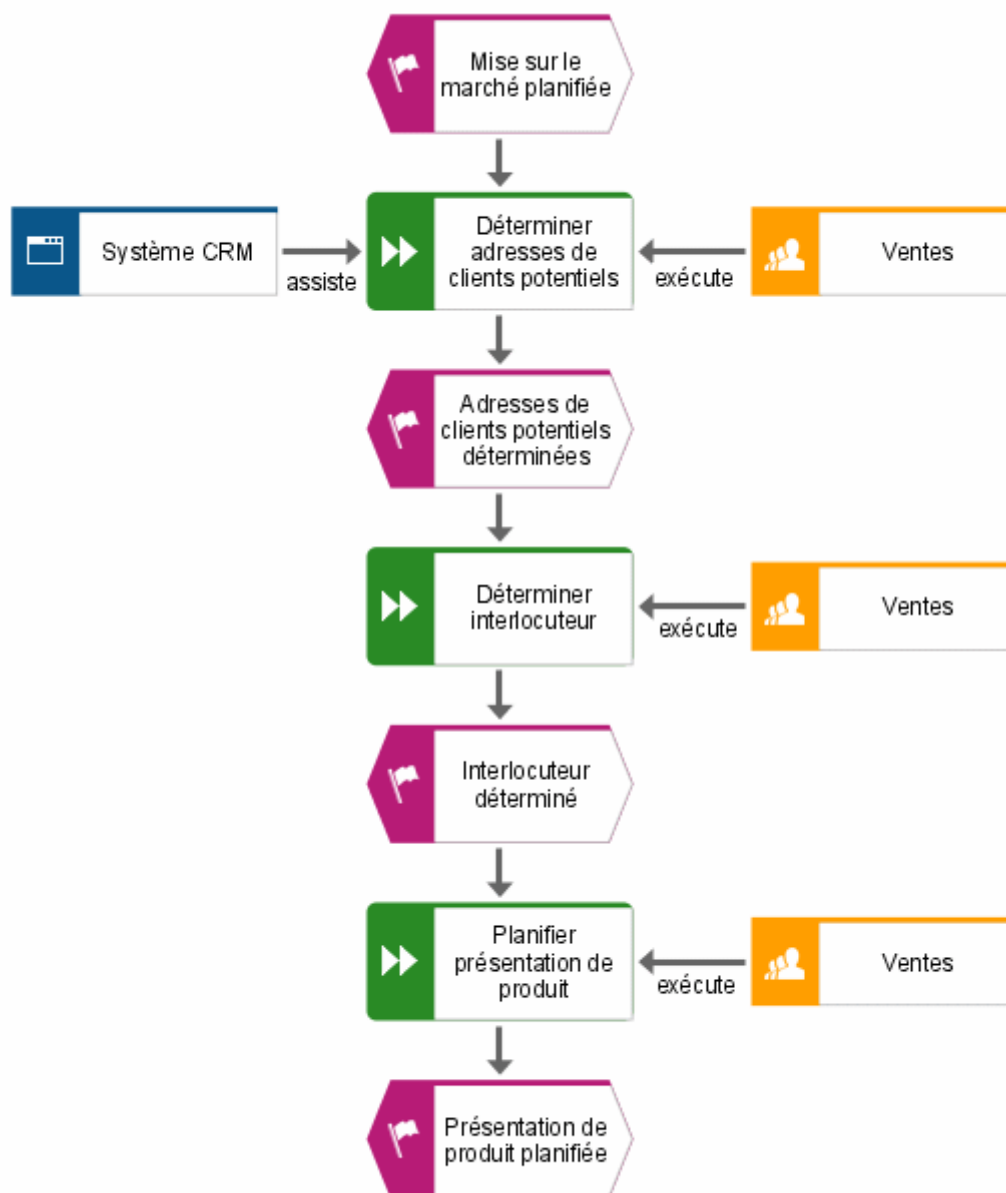 Mise sur le
marché planifiée
Système CRM
assiste
Déterminer
adresses de
clients potentiels
exécute
Ventes
Adresses de
clients potentiels
déterminées
Déterminer
interlocuteur
exécute
Ventes
Interlocuteur
déterminé
Planifier
présentation de
produit
exécute
Ventes
Présentation de
produit planifiée